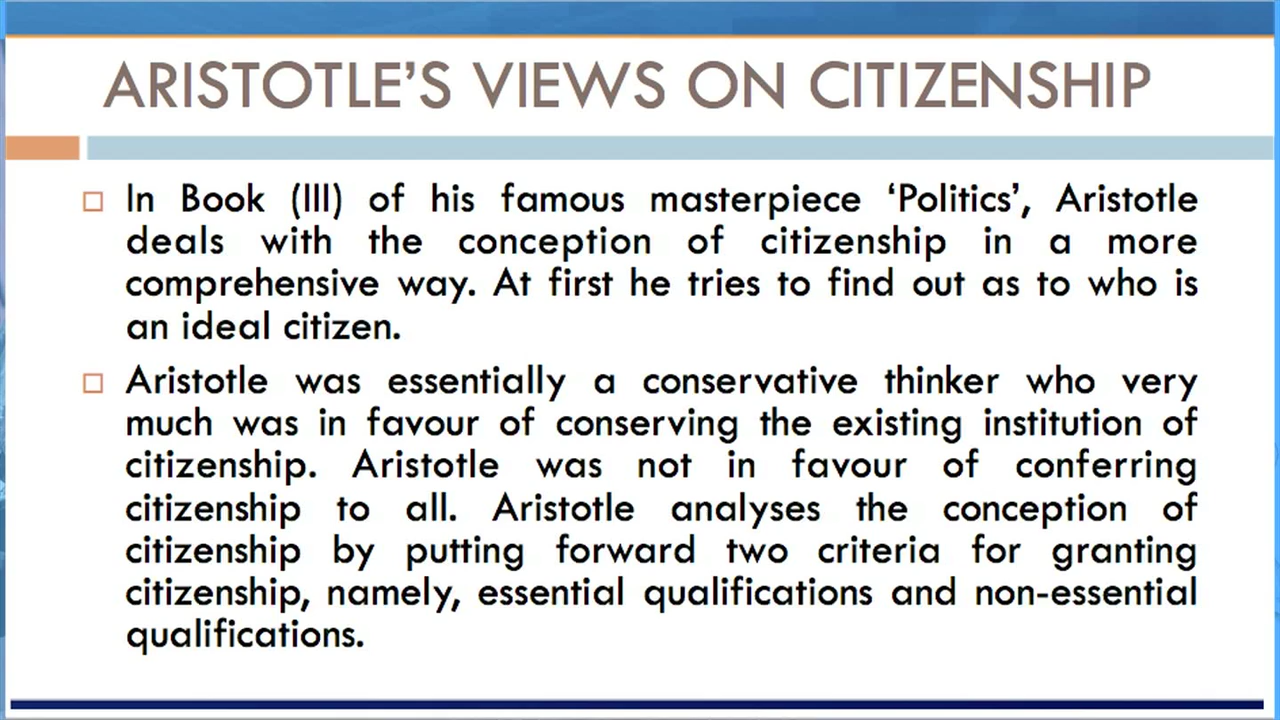 ARISTOTLE’S VIEWS ON CITIZENSHIP
In Book (III) of his famous masterpiece ‘Politics’, Aristotle
deals with the conception of citizenship in a more
comprehensive way. At first he tries to find out as to who is
an ideal citizen.
Aristotle was essentially a conservative thinker who very
much was in favour of conserving the existing institution of
citizenship. Aristotle was not in favour of conferring
citizenship to all. Aristotle analyses the conception of
citizenship by putting forward two criteria for granting
citizenship, namely, essential qualifications and non-essential
qualifications.